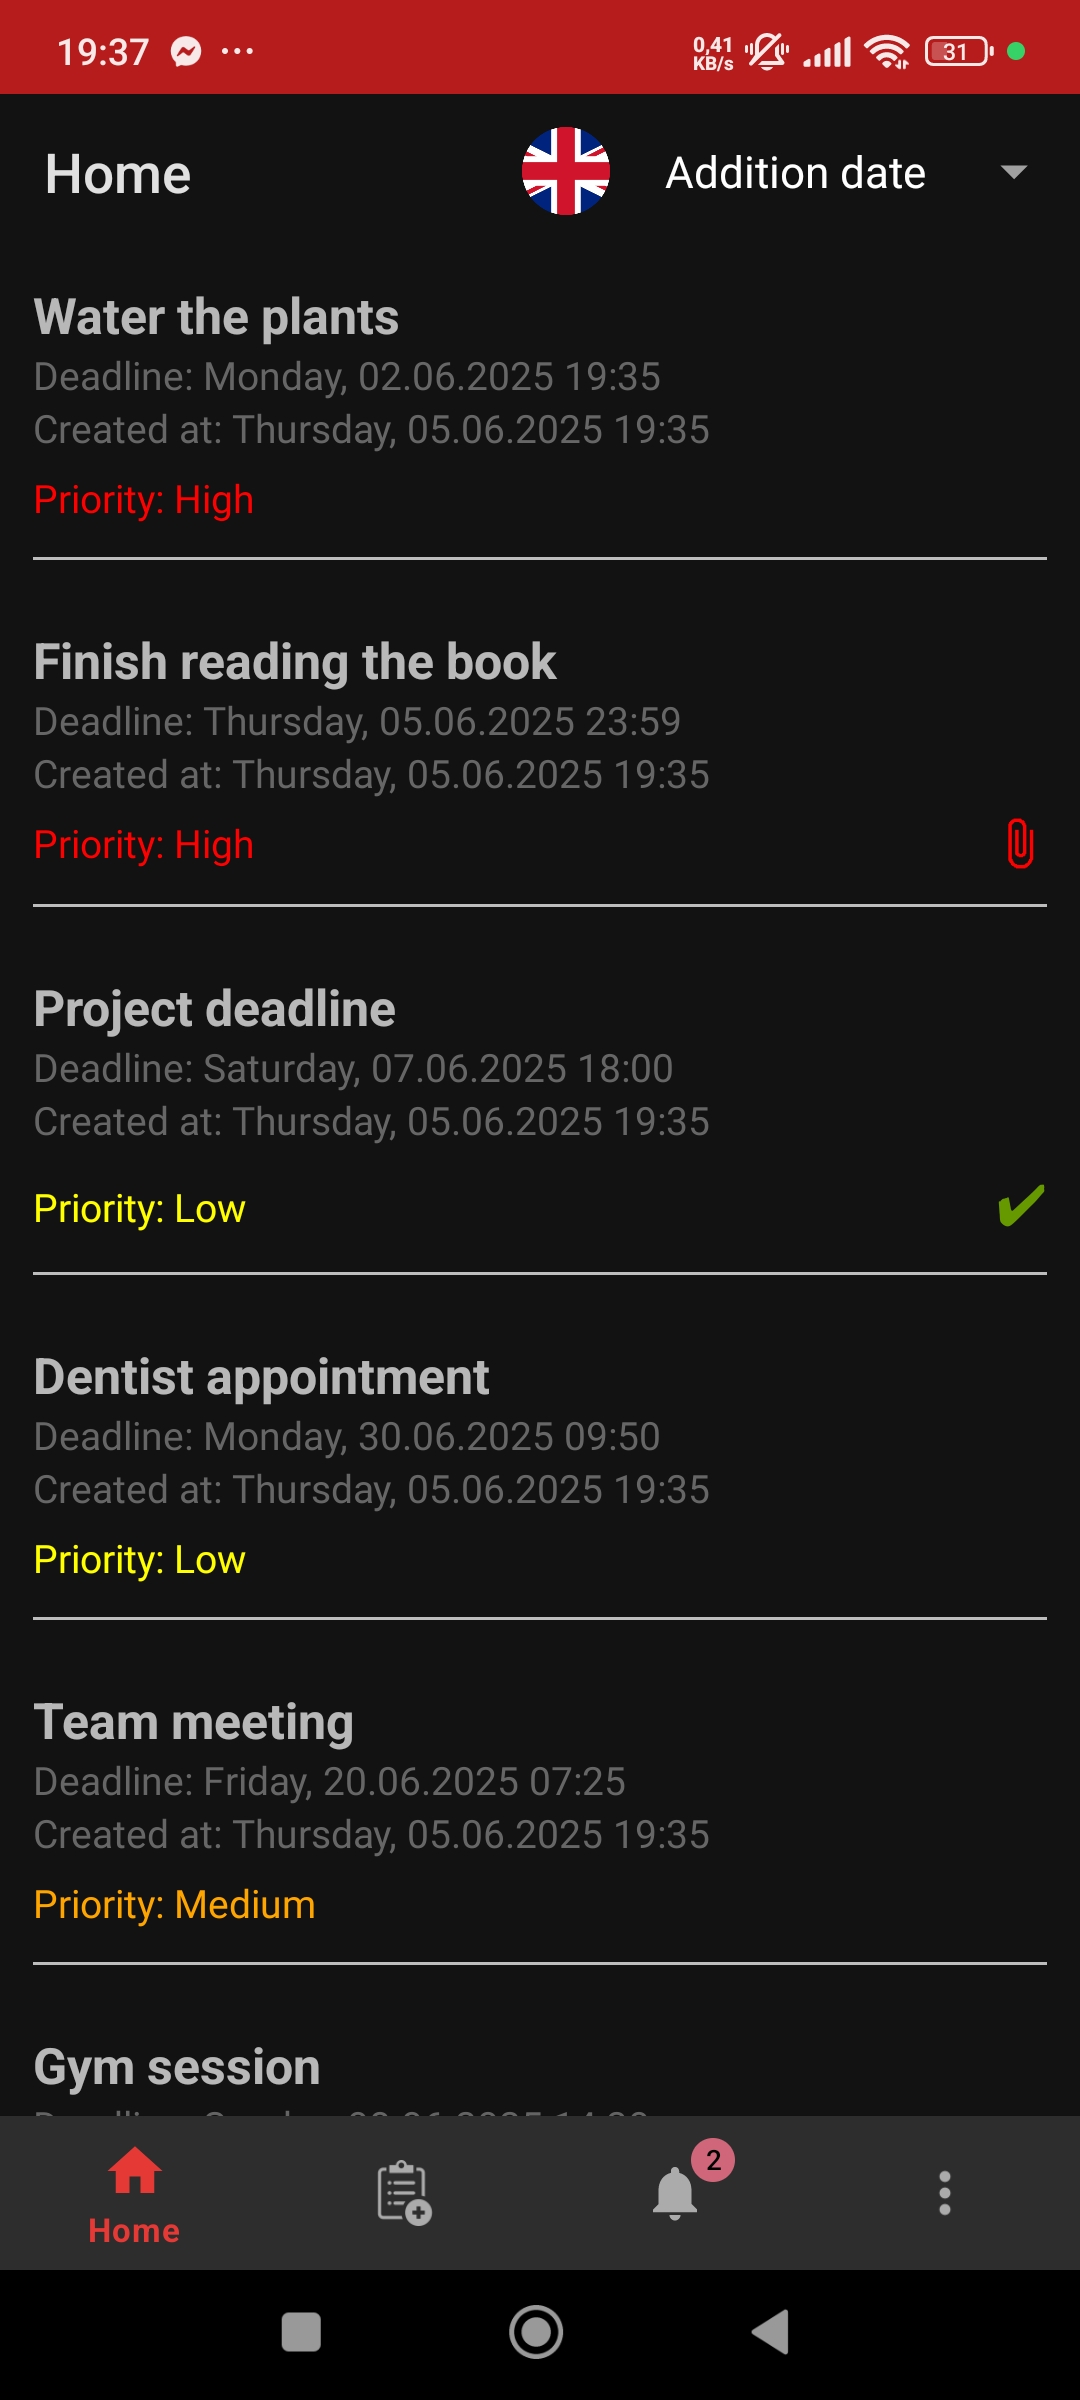 19:37
0,41
KB/s
31
Home
Addition date
Water the plants
Deadline: Monday, 02.06.2025 19:35
Created at: Thursday, 05.06.2025 19:35
Priority: High
Finish reading the book
Deadline: Thursday, 05.06.2025 23:59
Created at: Thursday, 05.06.2025 19:35
Priority: High
Project deadline
Deadline: Saturday, 07.06.2025 18:00
Created at: Thursday, 05.06.2025 19:35
Priority: Low
Dentist appointment
Deadline: Monday, 30.06.2025 09:50
Created at: Thursday, 05.06.2025 19:35
Priority: Low
Team meeting
Deadline: Friday, 20.06.2025 07:25
Created at: Thursday, 05.06.2025 19:35
Priority: Medium
Gym session
2
Home